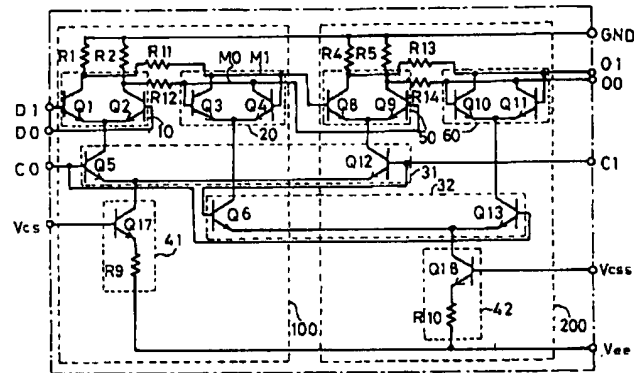 R1 R2 R11 M0 M1 R4 R5 R13 GND
O1
O0
R12 R14
D1 Q1 Q2 Q3 Q4 Q8 Q9 Q10 Q11
D0 10 20 50 60
C0 Q5 Q12 C1
31
32
Q6 Q13
Vcs Q17 41
Q18 Vcss
R9
R10 42
100 200
Vee